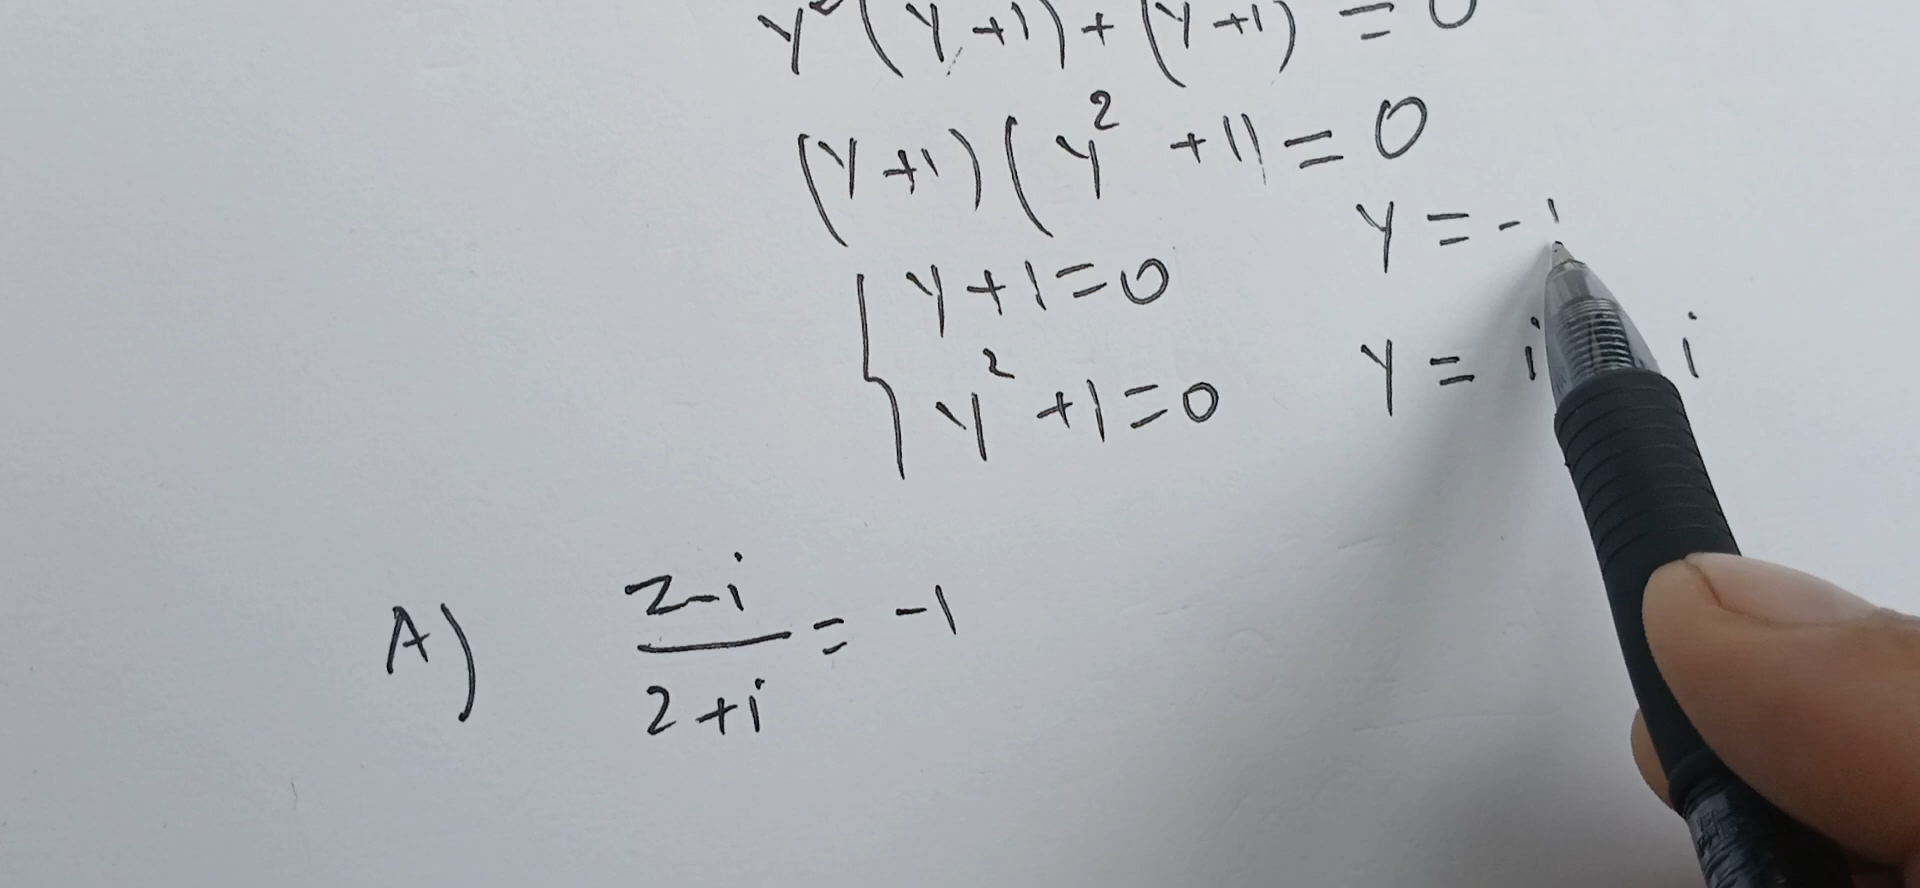 y²(y+1)+(y+1) = 0
(y+1)(y²+1)=0
y = -1
y+1=0
y²+1=0
y = i i
A) z-i/2+i = -1